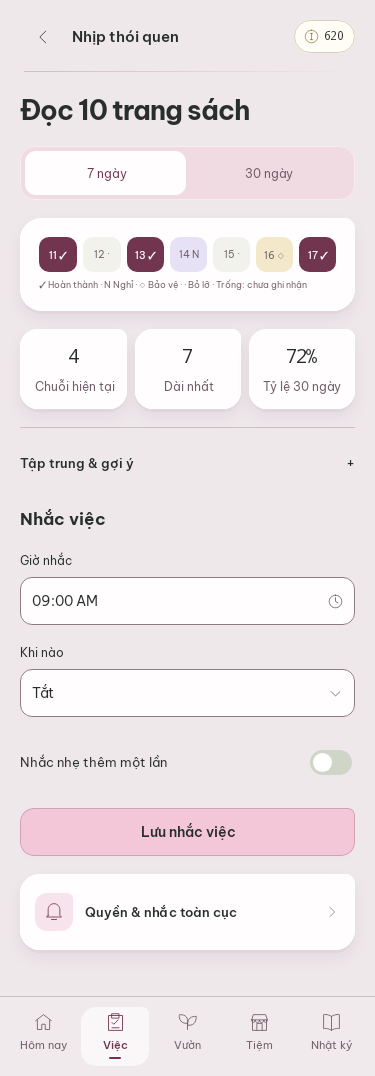 Nhịp thói quen
620
Đọc 10 trang sách
7 ngày 30 ngày
11✓ 12 · 13✓ 14 N 15 · 16 ◇ 17✓
✓Hoàn thành · N Nghỉ · ◇ Bảo vệ · · Bỏ lỡ · Trống: chưa ghi nhận
4 7 72%
Chuỗi hiện tại Dài nhất Tỷ lệ 30 ngày
Tập trung & gợi ý +
Nhắc việc
Giờ nhắc
09:00 AM
Khi nào
Tắt
Nhắc nhẹ thêm một lần
Lưu nhắc việc
Quyền & nhắc toàn cục
Hôm nay Việc Vườn Tiệm Nhật ký